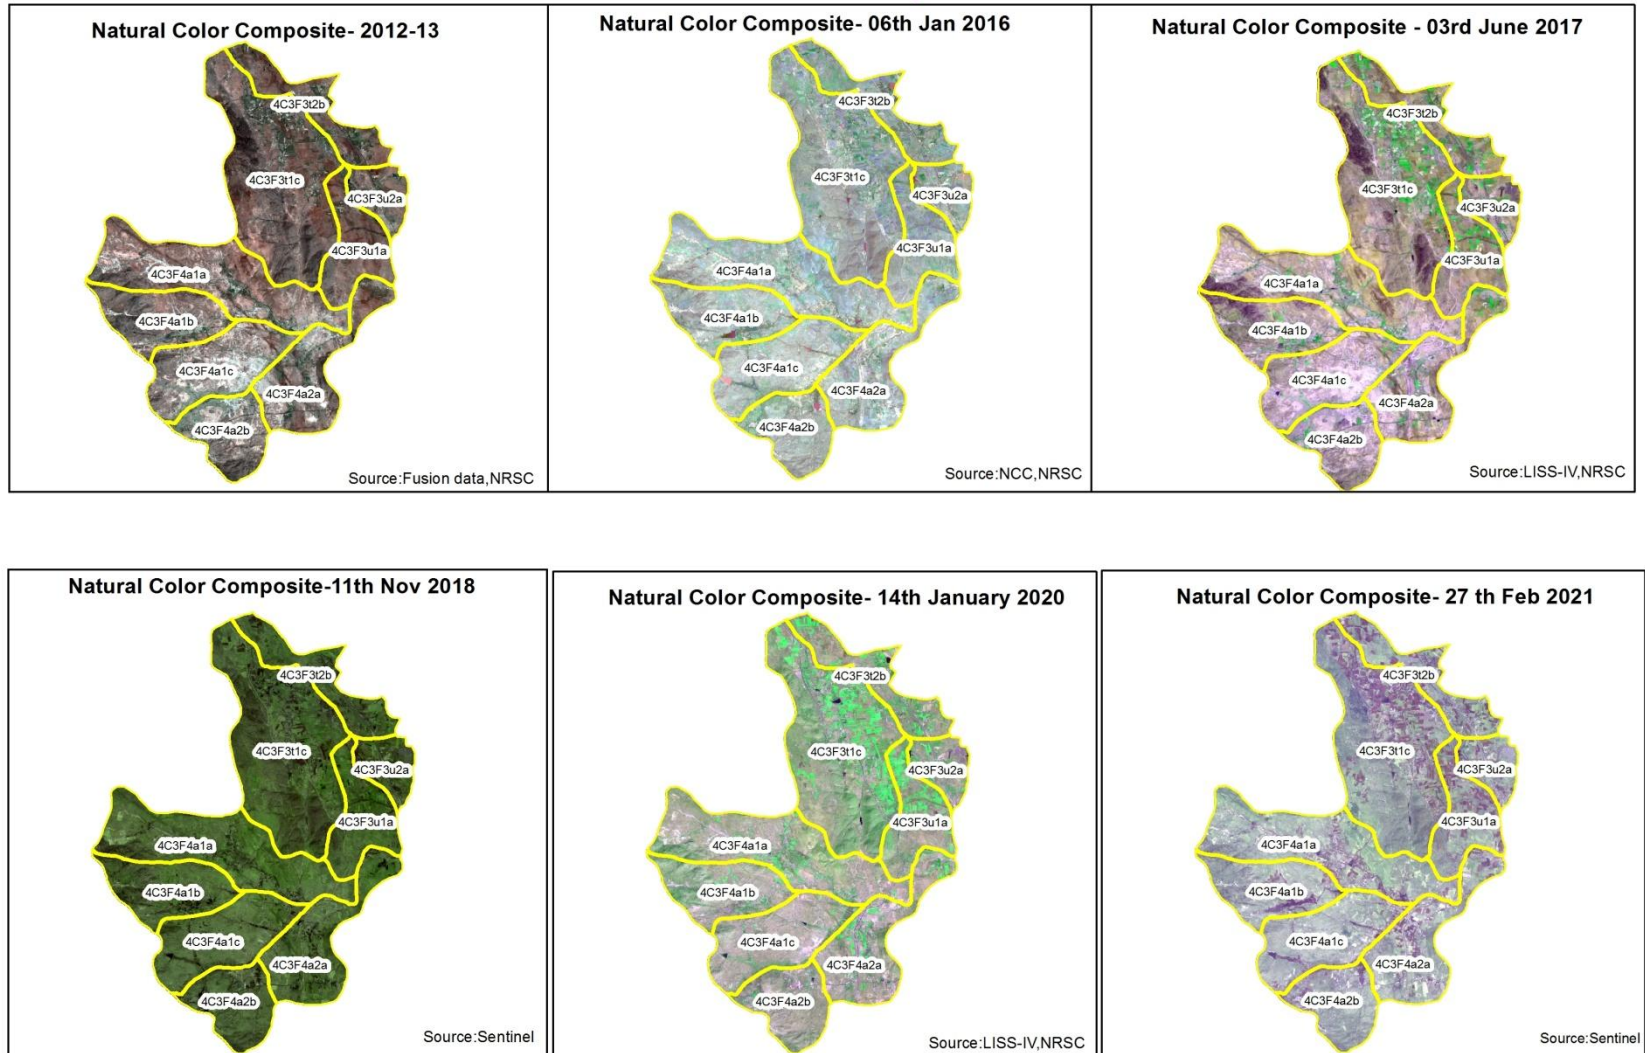 Natural Color Composite- 2012-13
4C3F3t2b
4C3F3t1c
4C3F3u2a
4C3F3u1a
4C3F4a1a
4C3F4a1b
4C3F4a1c
4C3F4a2a
4C3F4a2b
Source:Fusion data,NRSC
Natural Color Composite- 06th Jan 2016
4C3F3t2b
4C3F3t1c
4C3F3u2a
4C3F3u1a
4C3F4a1a
4C3F4a1b
4C3F4a1c
4C3F4a2a
4C3F4a2b
Source:NCC,NRSC
Natural Color Composite - 03rd June 2017
4C3F3t2b
4C3F3t1c
4C3F3u2a
4C3F3u1a
4C3F4a1a
4C3F4a1b
4C3F4a1c
4C3F4a2a
4C3F4a2b
Source:LISS-IV,NRSC
Natural Color Composite-11th Nov 2018
4C3F3t2b
4C3F3t1c
4C3F3u2a
4C3F3u1a
4C3F4a1a
4C3F4a1b
4C3F4a1c
4C3F4a2a
4C3F4a2b
Source:Sentinel
Natural Color Composite- 14th January 2020
4C3F3t2b
4C3F3t1c
4C3F3u2a
4C3F3u1a
4C3F4a1a
4C3F4a1b
4C3F4a1c
4C3F4a2a
4C3F4a2b
Source:LISS-IV,NRSC
Natural Color Composite- 27 th Feb 2021
4C3F3t2b
4C3F3t1c
4C3F3u2a
4C3F3u1a
4C3F4a1a
4C3F4a1b
4C3F4a1c
4C3F4a2a
4C3F4a2b
Source:Sentinel